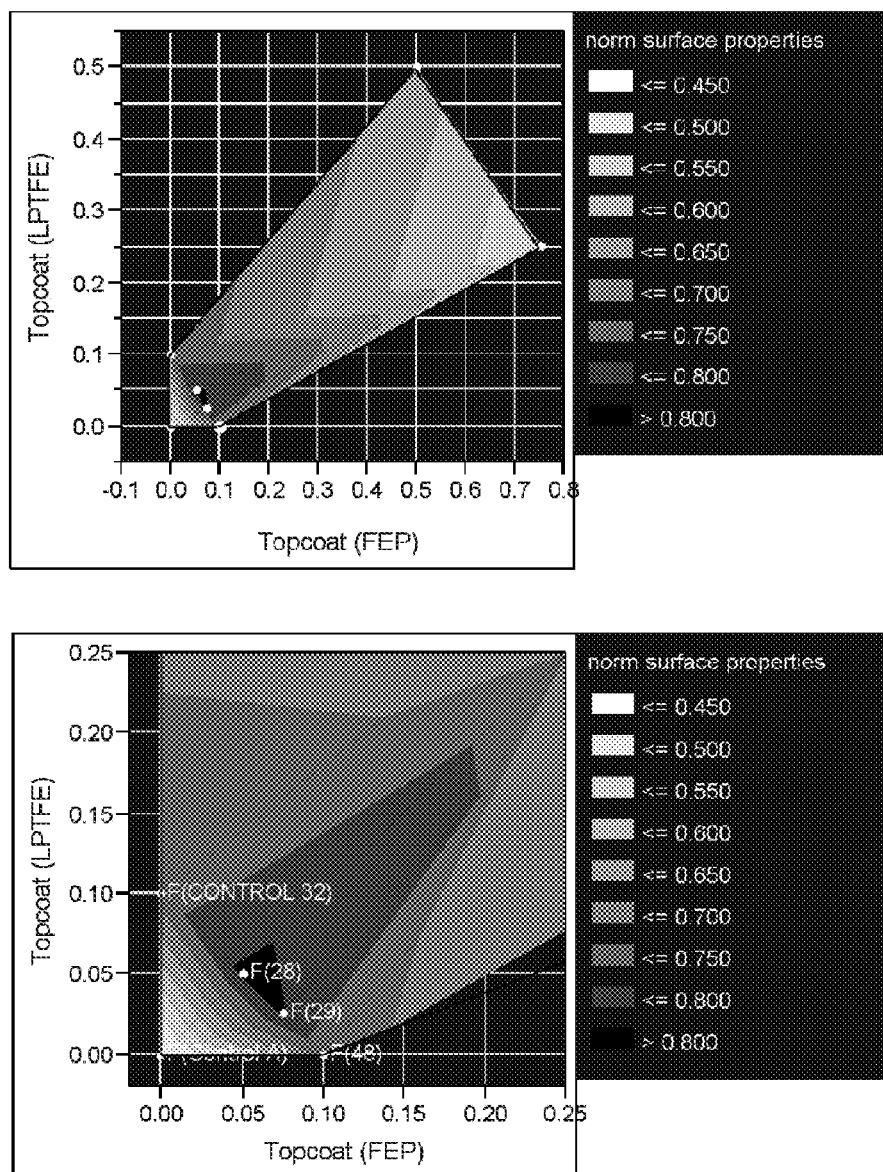 norm surface properties
<= 0.450
<= 0.500
<= 0.550
<= 0.600
<= 0.650
<= 0.700
<= 0.750
<= 0.800
> 0.800
Topcoat (LPTFE)
0.5
0.4
0.3
0.2
0.1
0.0
-0.1 0.0 0.1 0.2 0.3 0.4 0.5 0.6 0.7 0.8
Topcoat (FEP)
norm surface properties
<= 0.450
<= 0.500
<= 0.550
<= 0.600
<= 0.650
<= 0.700
<= 0.750
<= 0.800
> 0.800
Topcoat (LPTFE)
0.25
0.20
0.15
0.10
0.05
0.00
F(CONTROL 32)
F(28)
F(29)
F(Control A)
F(48)
0.00 0.05 0.10 0.15 0.20 0.25
Topcoat (FEP)